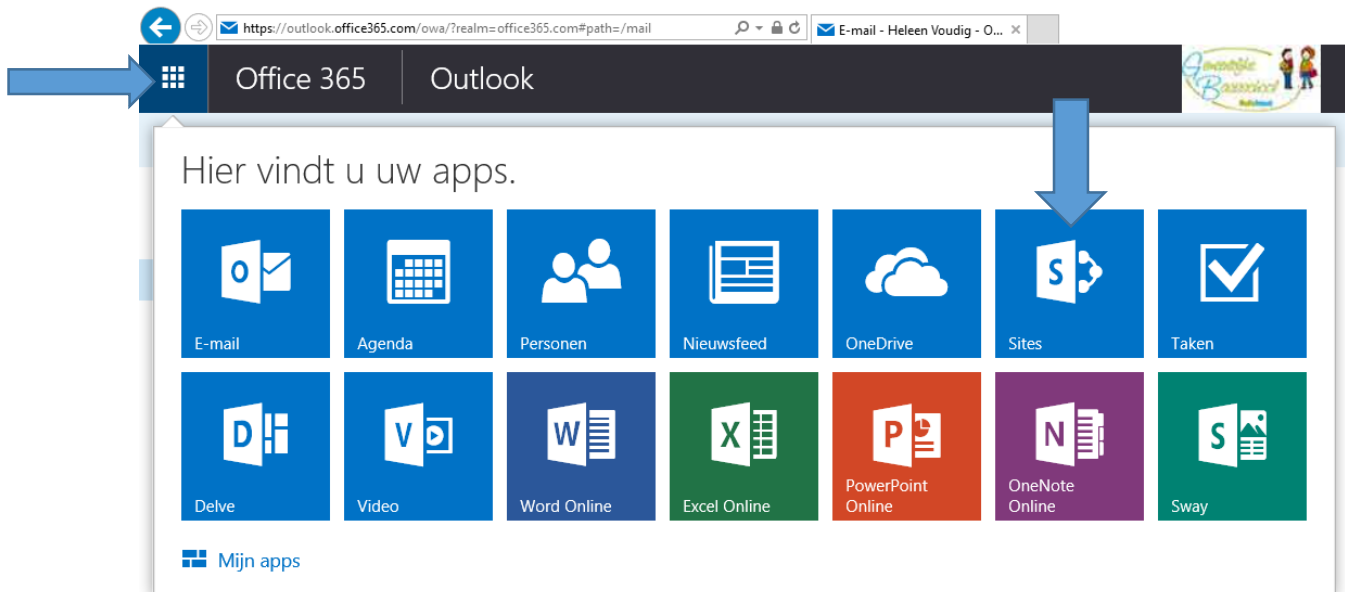 https://outlook.office365.com/owa/?realm=office365.com#path=/mail
E-mail - Heleen Voudig - O...
Office 365
Outlook
Gemeentelijke
Basisschool
Hier vindt u uw apps.
E-mail
Agenda
Personen
Nieuwsfeed
OneDrive
Sites
Taken
Delve
Video
Word Online
Excel Online
PowerPoint
Online
OneNote
Online
Sway
Mijn apps